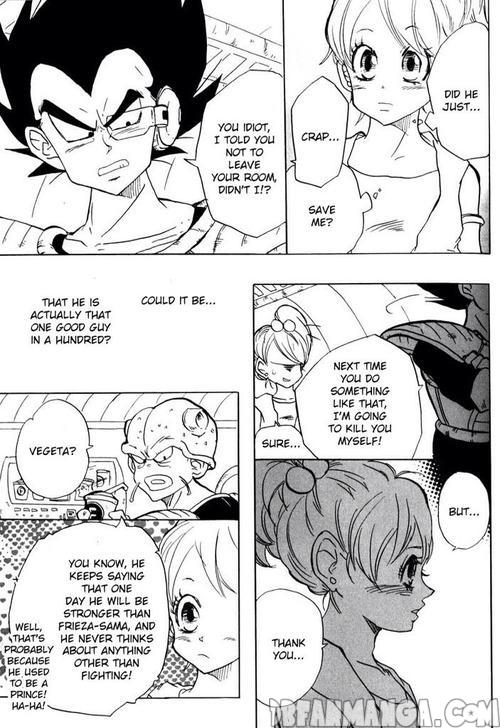 DID HE
JUST...
SAVE
ME?
CRAP...
YOU IDIOT,
I TOLD YOU
NOT TO
LEAVE
YOUR ROOM,
DIDN'T I!?
NEXT TIME
YOU DO
SOMETHING
LIKE THAT,
I'M GOING
TO KILL YOU
MYSELF!
SURE...
BUT...
THANK
YOU...
COULD IT BE...
THAT HE IS
ACTUALLY THAT
ONE GOOD GUY
IN A HUNDRED?
VEGETA?
YOU KNOW, HE
KEEPS SAYING
THAT ONE
DAY HE WILL BE
STRONGER THAN
FRIEZA-SAMA, AND
HE NEVER THINKS
ABOUT ANYTHING
OTHER THAN
FIGHTING!
WELL,
THAT'S
PROBABLY
BECAUSE
HE USED
TO BE A
PRINCE!
HA-HA!
DBFANMANGA.COM